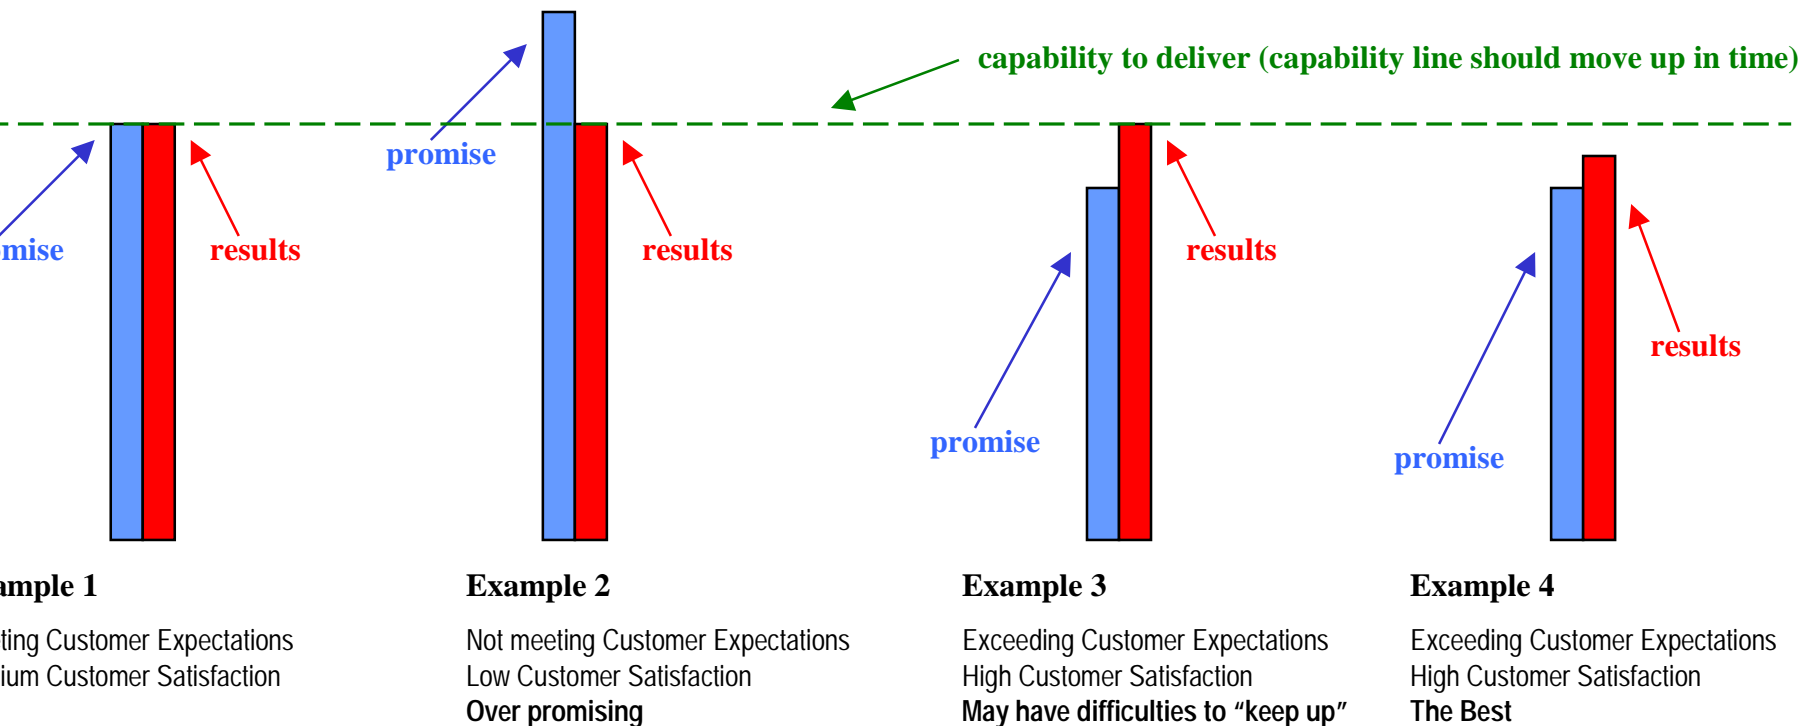 capability to deliver (capability line should move up in time)
promise
mise
results
results
results
results
promise
promise
ample 1
ting Customer Expectations
ium Customer Satisfaction
Example 2
Not meeting Customer Expectations
Low Customer Satisfaction
Over promising
Example 3
Exceeding Customer Expectations
High Customer Satisfaction
May have difficulties to “keep up”
Example 4
Exceeding Customer Expectations
High Customer Satisfaction
The Best